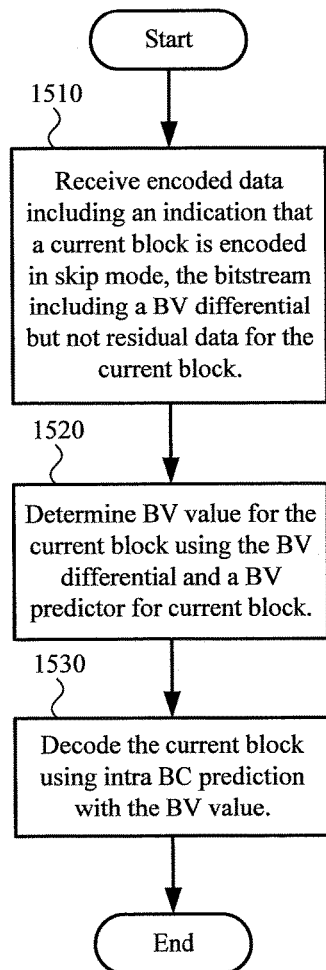 Start
1510
Receive encoded data
including an indication that
a current block is encoded
in skip mode, the bitstream
including a BV differential
but not residual data for the
current block.
1520
Determine BV value for the
current block using the BV
differential and a BV
predictor for current block.
1530
Decode the current block
using intra BC prediction
with the BV value.
End